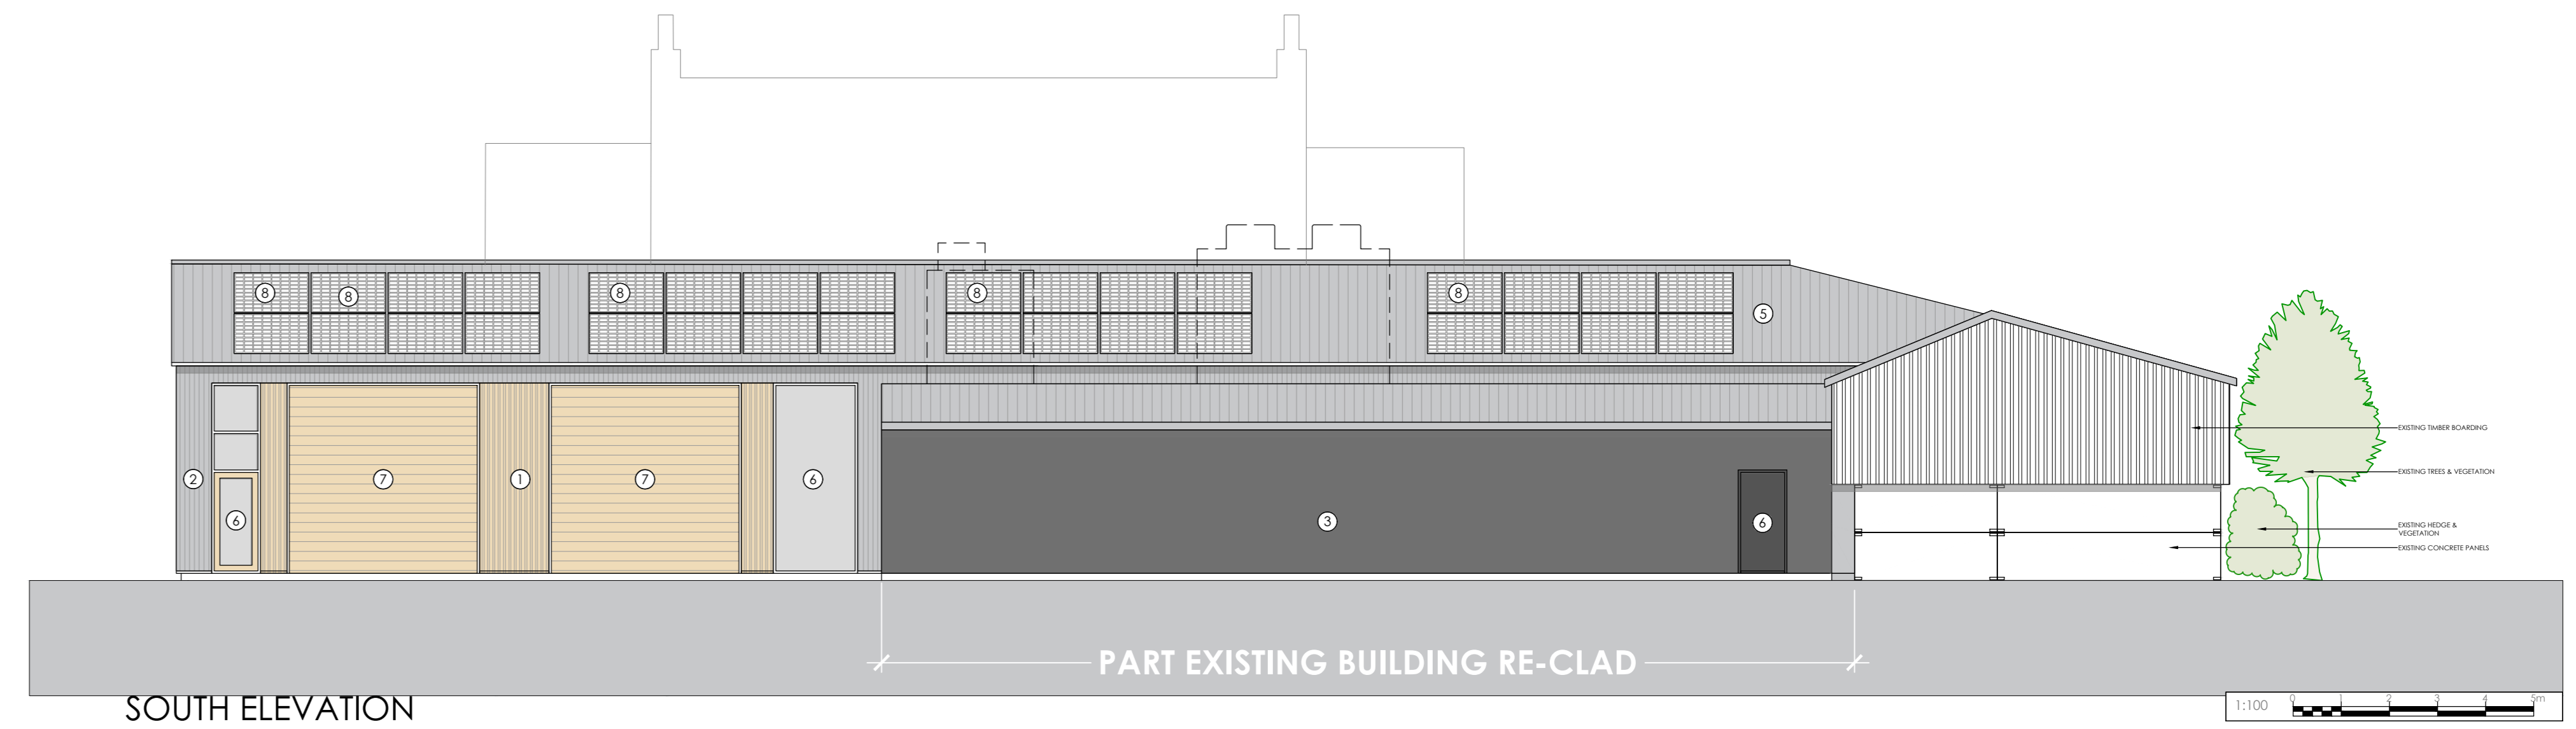 8
8
8
8
8
5
2
7
1
7
6
6
3
6
EXISTING TIMBER BOARDING
EXISTING TREES & VEGETATION
EXISTING HEDGE &
VEGETATION
EXISTING CONCRETE PANELS
PART EXISTING BUILDING RE-CLAD
SOUTH ELEVATION
1:100
0 1 2 3 4 5m